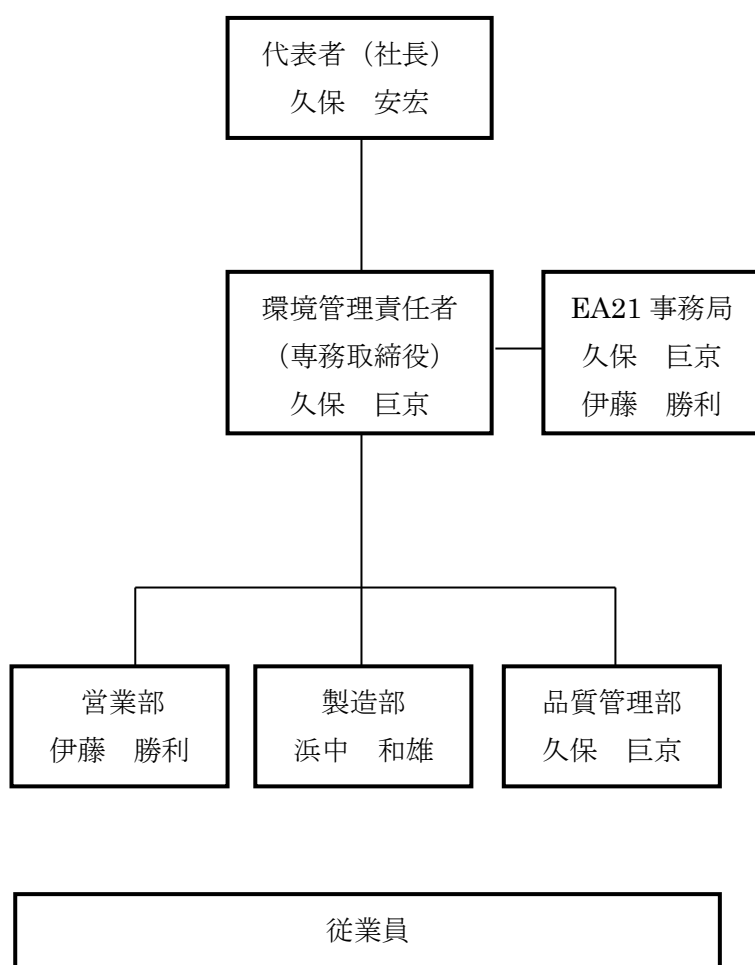 代表者（社長）
久保　安宏
環境管理責任者
（専務取締役）
久保　巨京
EA21 事務局
久保　巨京
伊藤　勝利
営業部
伊藤　勝利
製造部
浜中　和雄
品質管理部
久保　巨京
従業員